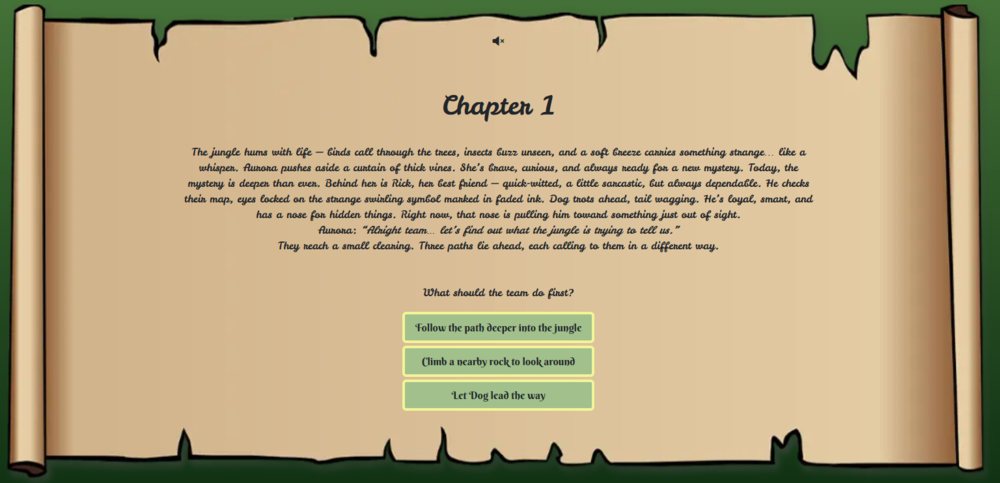 Chapter 1
The jungle hums with life — birds call through the trees, insects buzz unseen, and a soft breeze carries something strange... like a
whisper. Aurora pushes aside a curtain of thick vines. She's brave, curious, and always ready for a new mystery. Today, the
mystery is deeper than ever. Behind her is Rick, her best friend — quick-witted, a little sarcastic, but always dependable. He checks
their map, eyes locked on the strange swirling symbol marked in faded ink. Dog trots ahead, tail wagging. He's loyal, smart, and
has a nose for hidden things. Right now, that nose is pulling him toward something just out of sight.
Aurora: "Alright team... let's find out what the jungle is trying to tell us."
They reach a small clearing. Three paths lie ahead, each calling to them in a different way.
What should the team do first?
Follow the path deeper into the jungle
Climb a nearby rock to look around
Let Dog lead the way